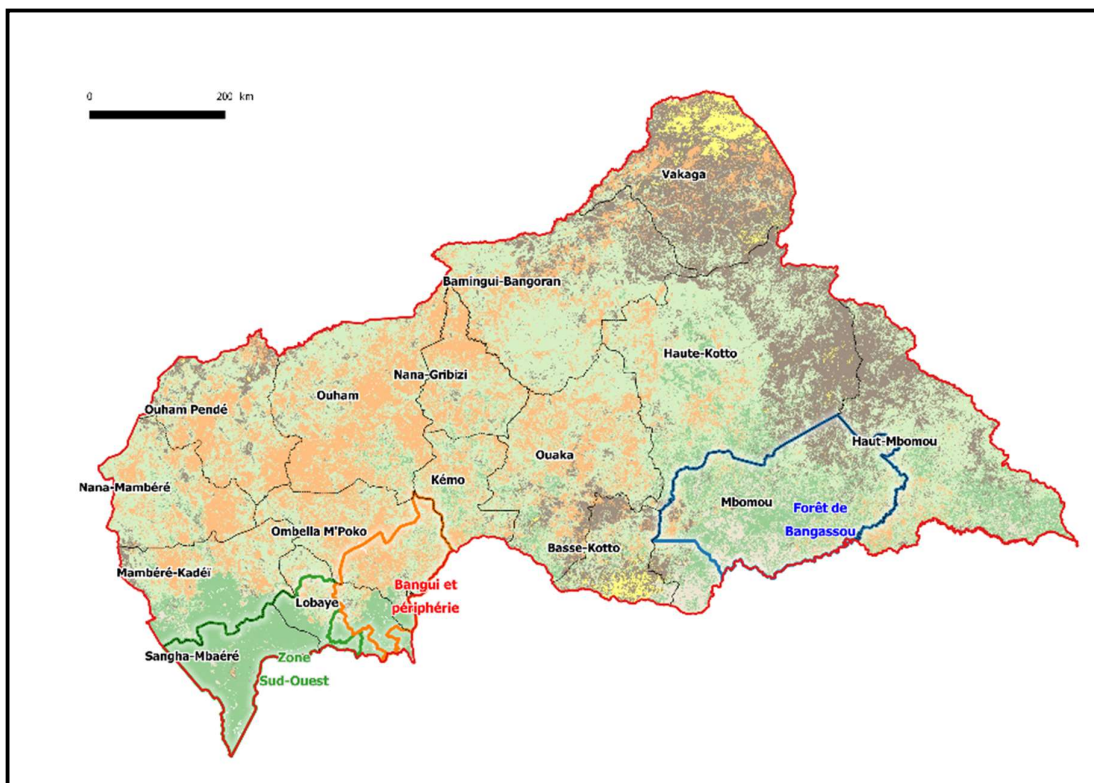 0 200 km
Vakaga
Bamingui-Bangoran
Haute-Kotto
Nana-Gribizi
Ouham
Ouham Pendé
Haut-Mbomou
Ouaka
Kémo
Nana-Mambéré
Mbomou
Forêt de
Bangassou
Ombella M'Poko
Basse-Kotto
Mambéré-Kadéï
Bangui et
périphérie
Lobaye
Sangha-Mbaéré
Zone
Sud-Ouest